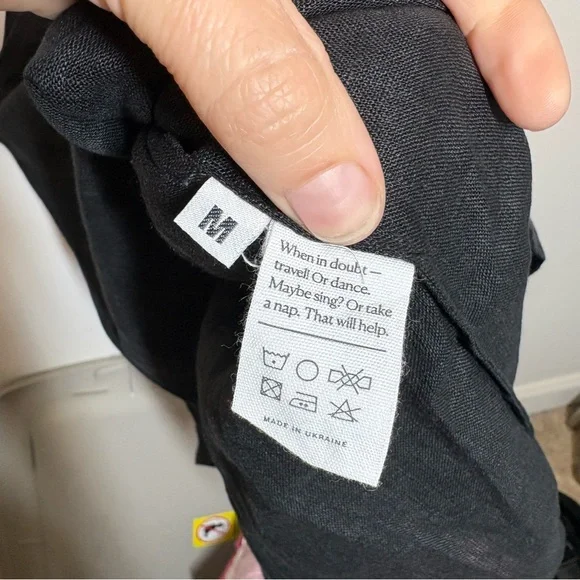 M
When in doubt –
travel! Or dance.
Maybe sing? Or take
a nap. That will help.
MADE IN UKRAINE